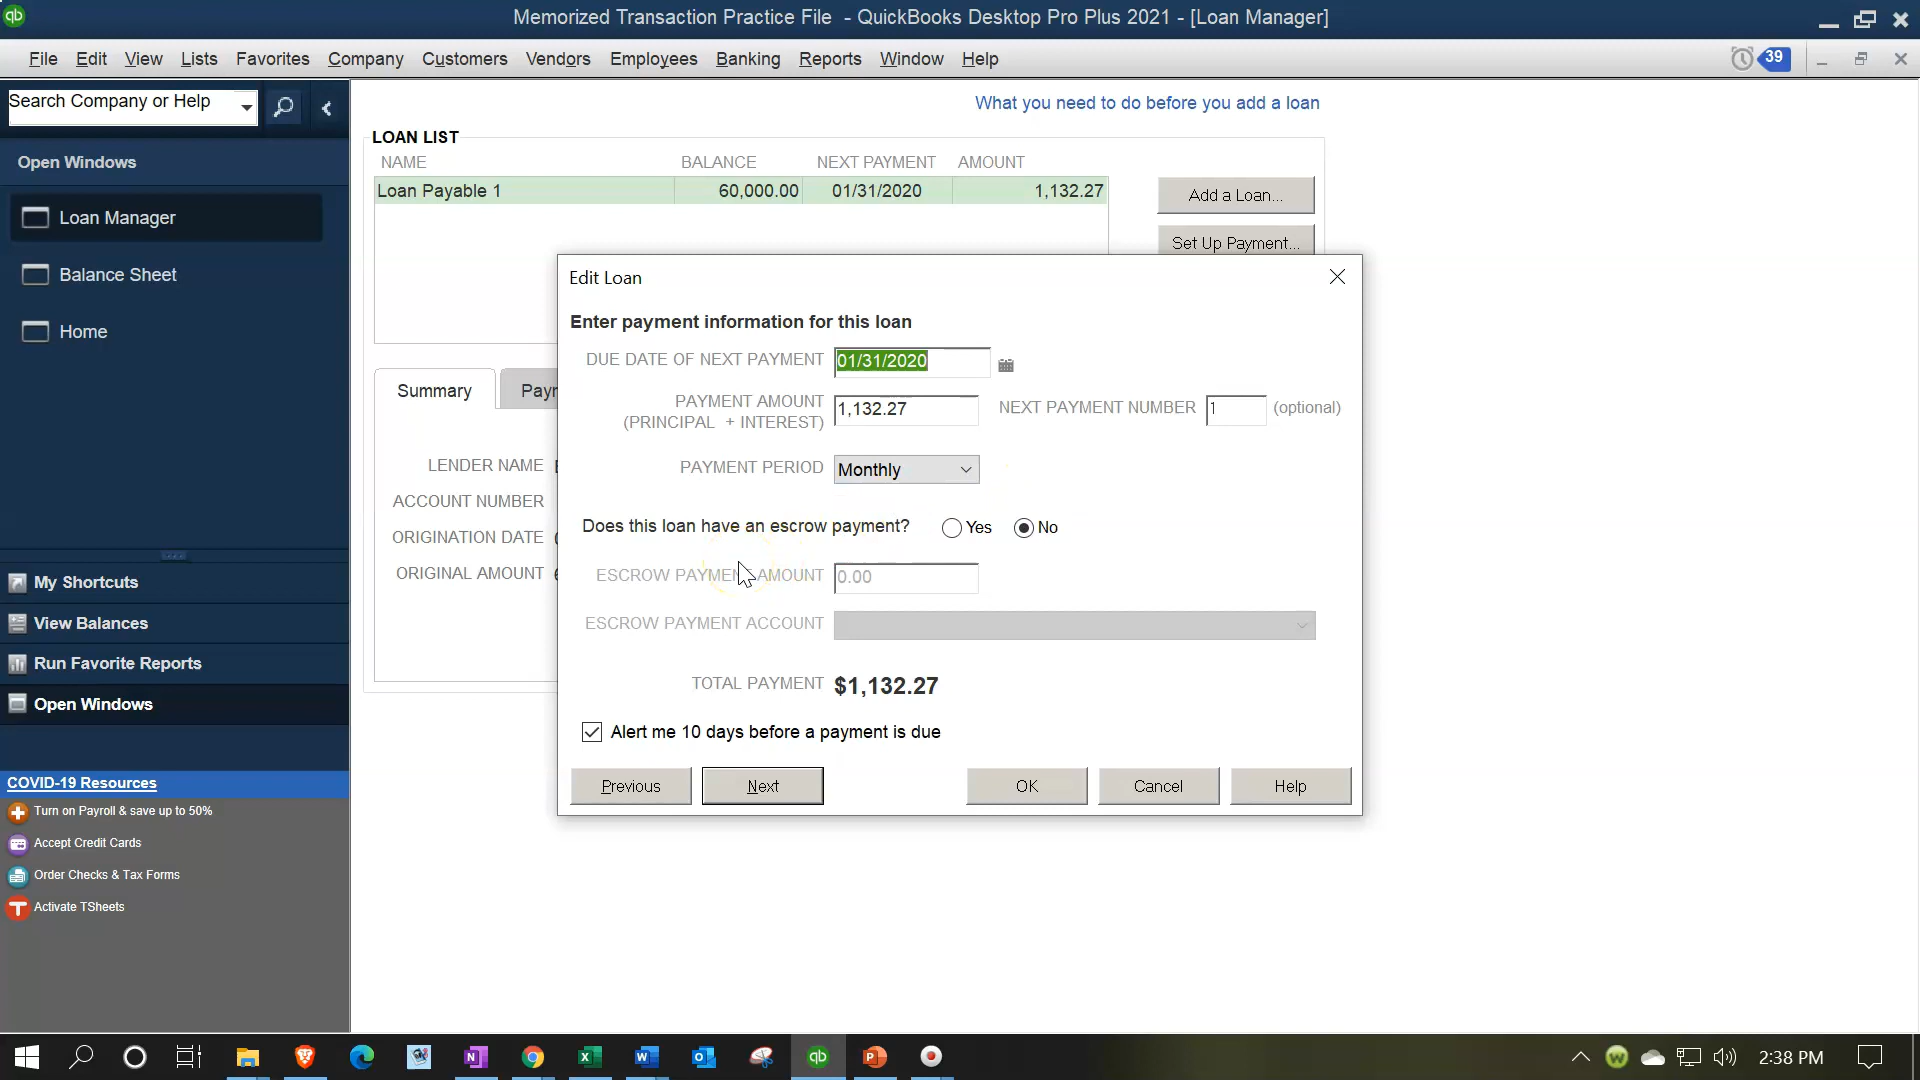 qb Memorized Transaction Practice File - QuickBooks Desktop Pro Plus 2021 - [Loan Manager]
File Edit View Lists Favorites Company Customers Vendors Employees Banking Reports Window Help 39
Search Company or Help
What you need to do before you add a loan
LOAN LIST
NAME BALANCE NEXT PAYMENT AMOUNT
Loan Payable 1 60,000.00 01/31/2020 1,132.27
Add a Loan...
Set Up Payment...
Open Windows
Loan Manager
Balance Sheet
Home
Summary
LENDER NAME
ACCOUNT NUMBER
ORIGINATION DATE
ORIGINAL AMOUNT
Edit Loan
Enter payment information for this loan
DUE DATE OF NEXT PAYMENT 01/31/2020
PAYMENT AMOUNT
(PRINCIPAL + INTEREST) 1,132.27 NEXT PAYMENT NUMBER 1 (optional)
PAYMENT PERIOD Monthly
Does this loan have an escrow payment? Yes No
ESCROW PAYMENT AMOUNT 0.00
ESCROW PAYMENT ACCOUNT
TOTAL PAYMENT $1,132.27
Alert me 10 days before a payment is due
Previous Next OK Cancel Help
My Shortcuts
View Balances
Run Favorite Reports
Open Windows
COVID-19 Resources
Turn on Payroll & save up to 50%
Accept Credit Cards
Order Checks & Tax Forms
Activate TSheets
2:38 PM